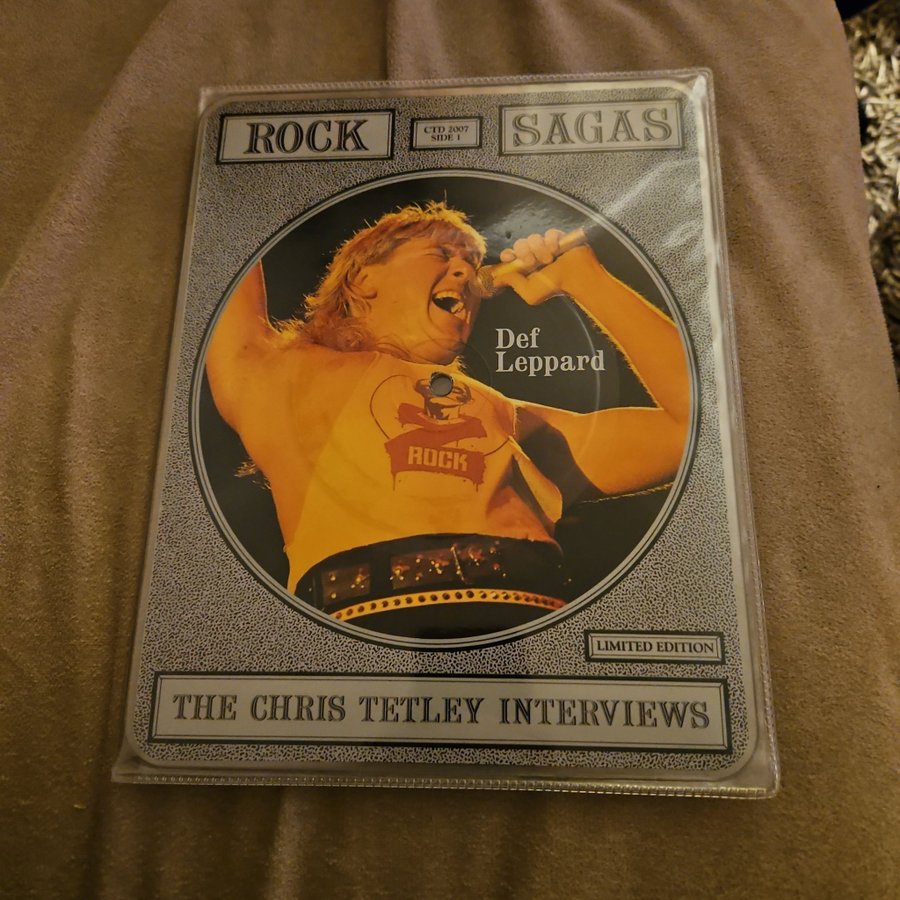 ROCK
CTD 2007
SIDE 1
SAGAS
Def
Leppard
ROCK
LIMITED EDITION
THE CHRIS TETLEY INTERVIEWS